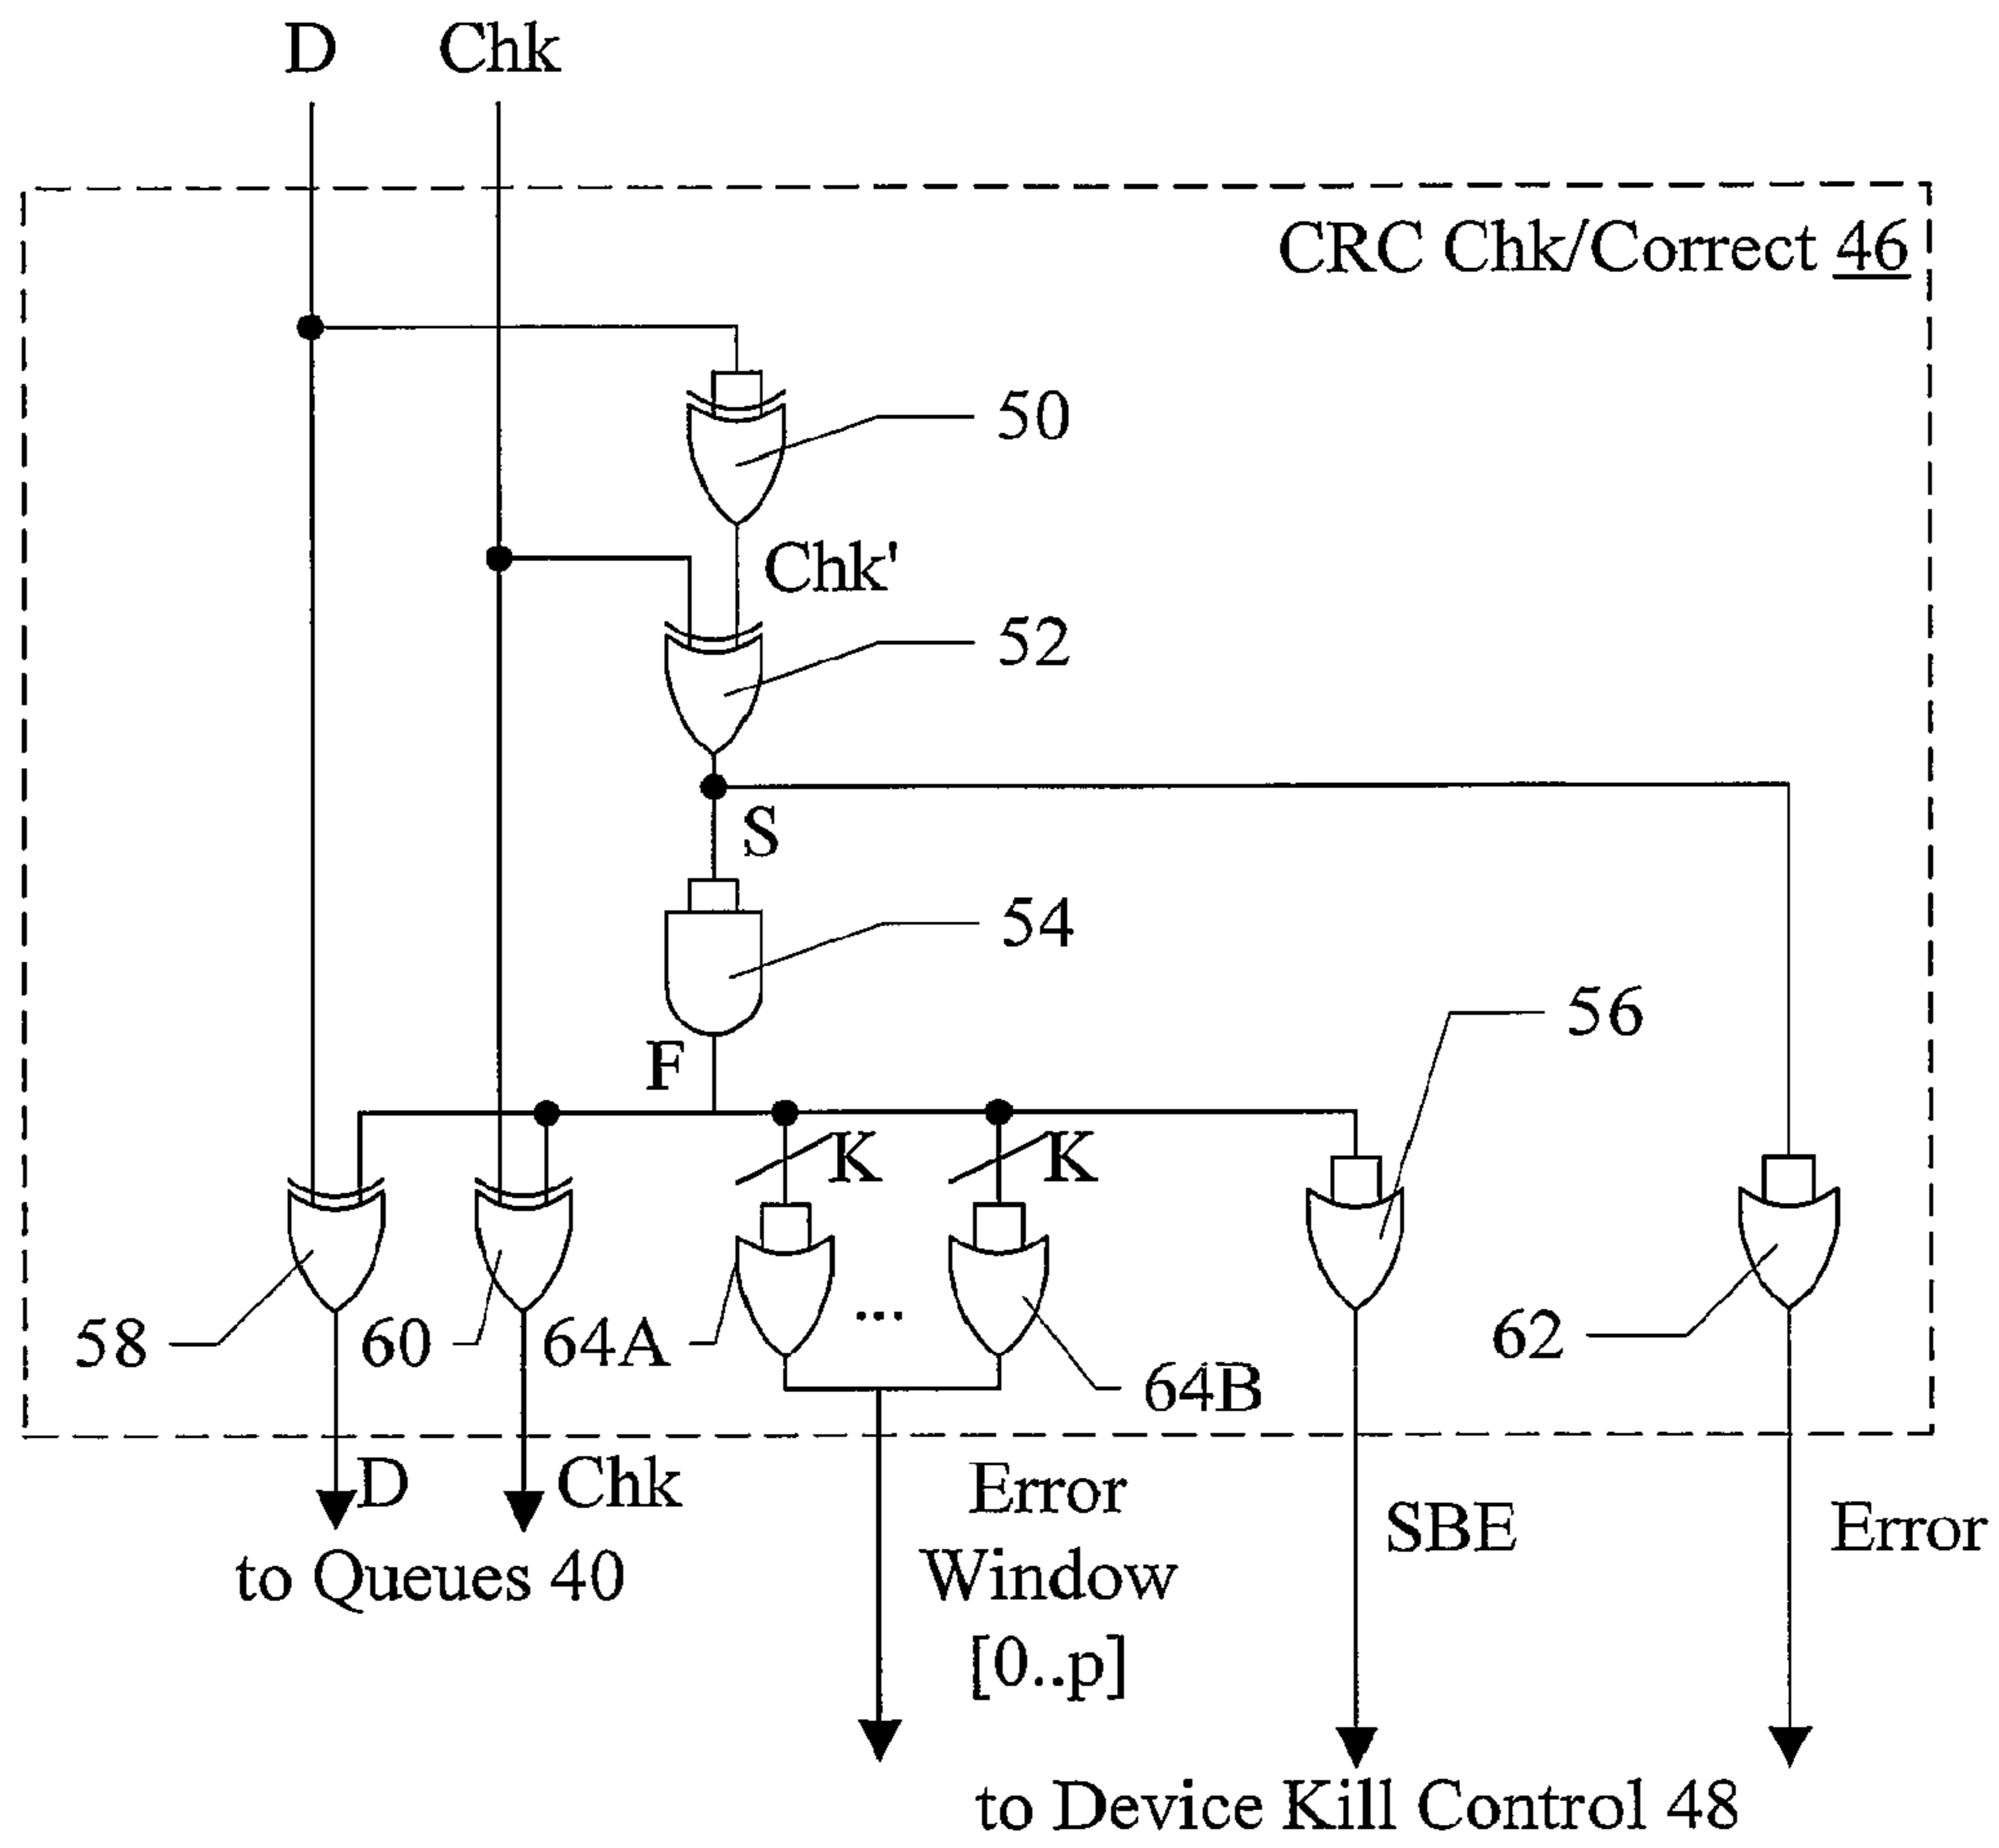 D Chk
CRC Chk/Correct 46
50
Chk'
52
S
54
F
56
K K
58 60 64A ... 64B 62
D Chk
to Queues 40
Error
Window
[0..p]
SBE
Error
to Device Kill Control 48